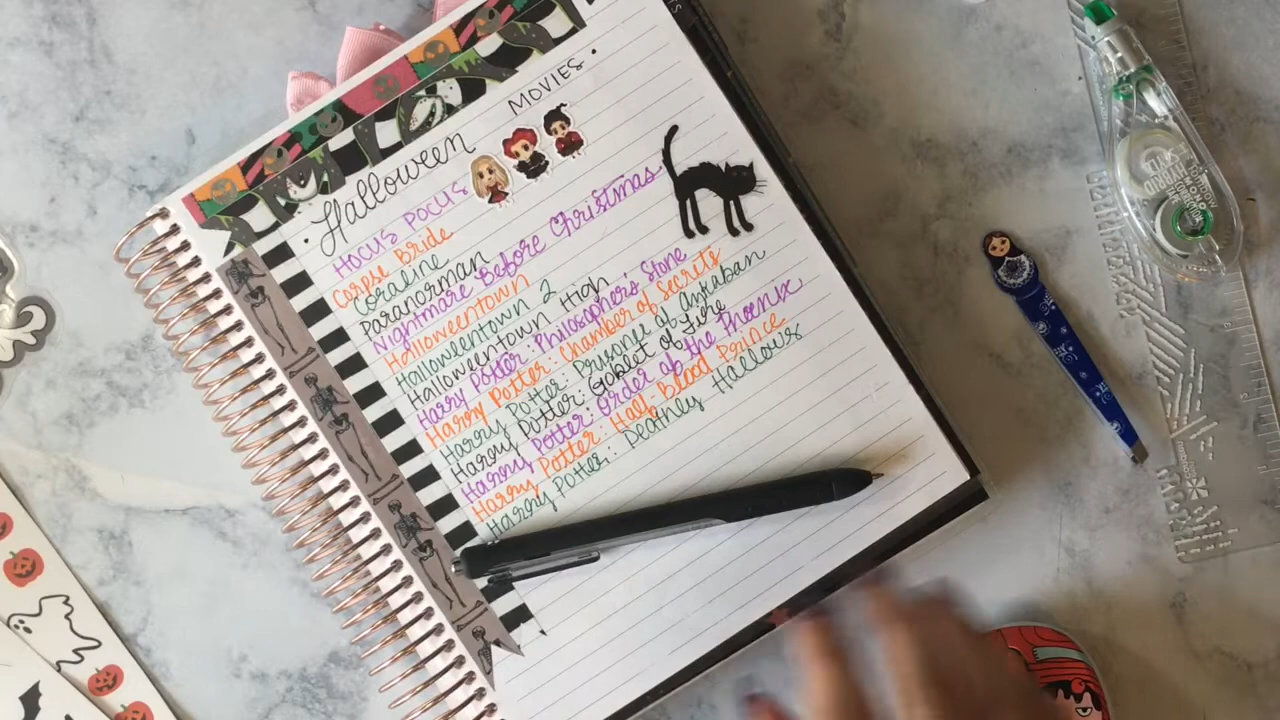 Halloween MOVIES
HOCUS POCUS
Corpse Bride
Coraline
Paranorman
Nightmare Before Christmas
Halloweentown
Halloweentown 2
Halloweentown High
Harry Potter: Philosopher's Stone
Harry Potter: Chamber of Secrets
Harry Potter: Prisoner of Azkaban
Harry Potter: Goblet of Fire
Harry Potter: Order of the Phoenix
Harry Potter: Half-Blood Prince
Harry Potter: Deathly Hallows
TOMBOW
MONO